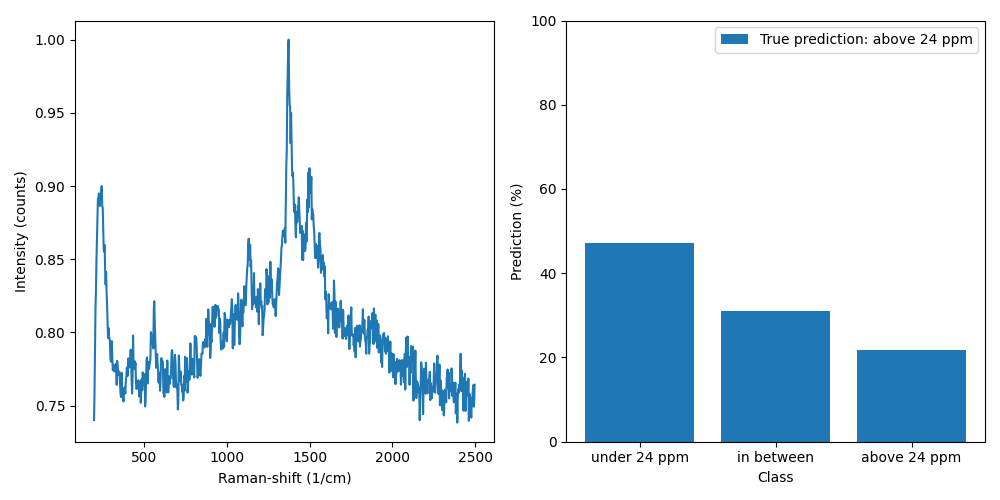 1.00
0.95
0.90
0.85
0.80
0.75
Intensity (counts)
500
1000
1500
2000
2500
Raman-shift (1/cm)
100
80
60
40
20
0
Prediction (%)
True prediction: above 24 ppm
under 24 ppm
in between
above 24 ppm
Class